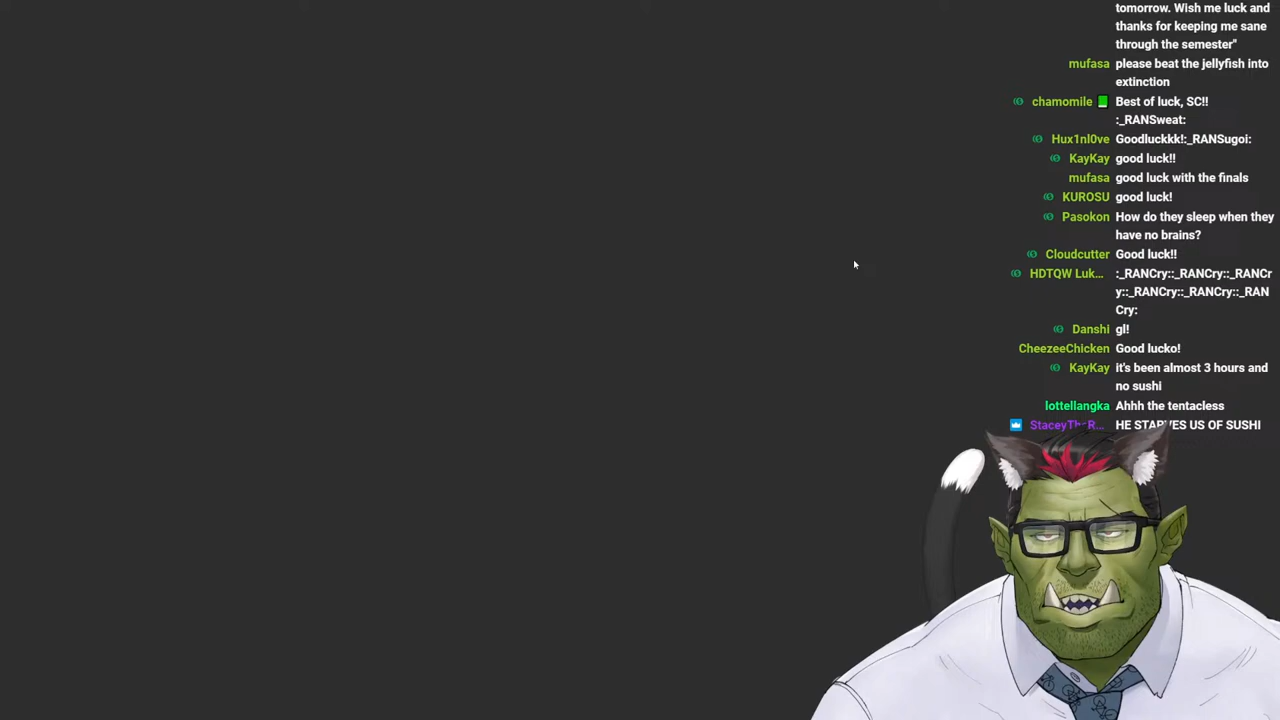 tomorrow. Wish me luck and
thanks for keeping me sane
through the semester"
mufasa please beat the jellyfish into
extinction
chamomile Best of luck, SC!!
:_RANSweat:
Hux1nl0ve Goodluckkk!:_RANSugoi:
KayKay good luck!!
mufasa good luck with the finals
KUROSU good luck!
Pasokon How do they sleep when they
have no brains?
Cloudcutter Good luck!!
HDTQW Luk... :_RANCry::_RANCry::_RANCr
y::_RANCry::_RANCry::_RAN
Cry:
Danshi gl!
CheezeeChicken Good lucko!
KayKay it's been almost 3 hours and
no sushi
lottellangka Ahhh the tentacless
StaceyTheR... HE STARVES US OF SUSHI